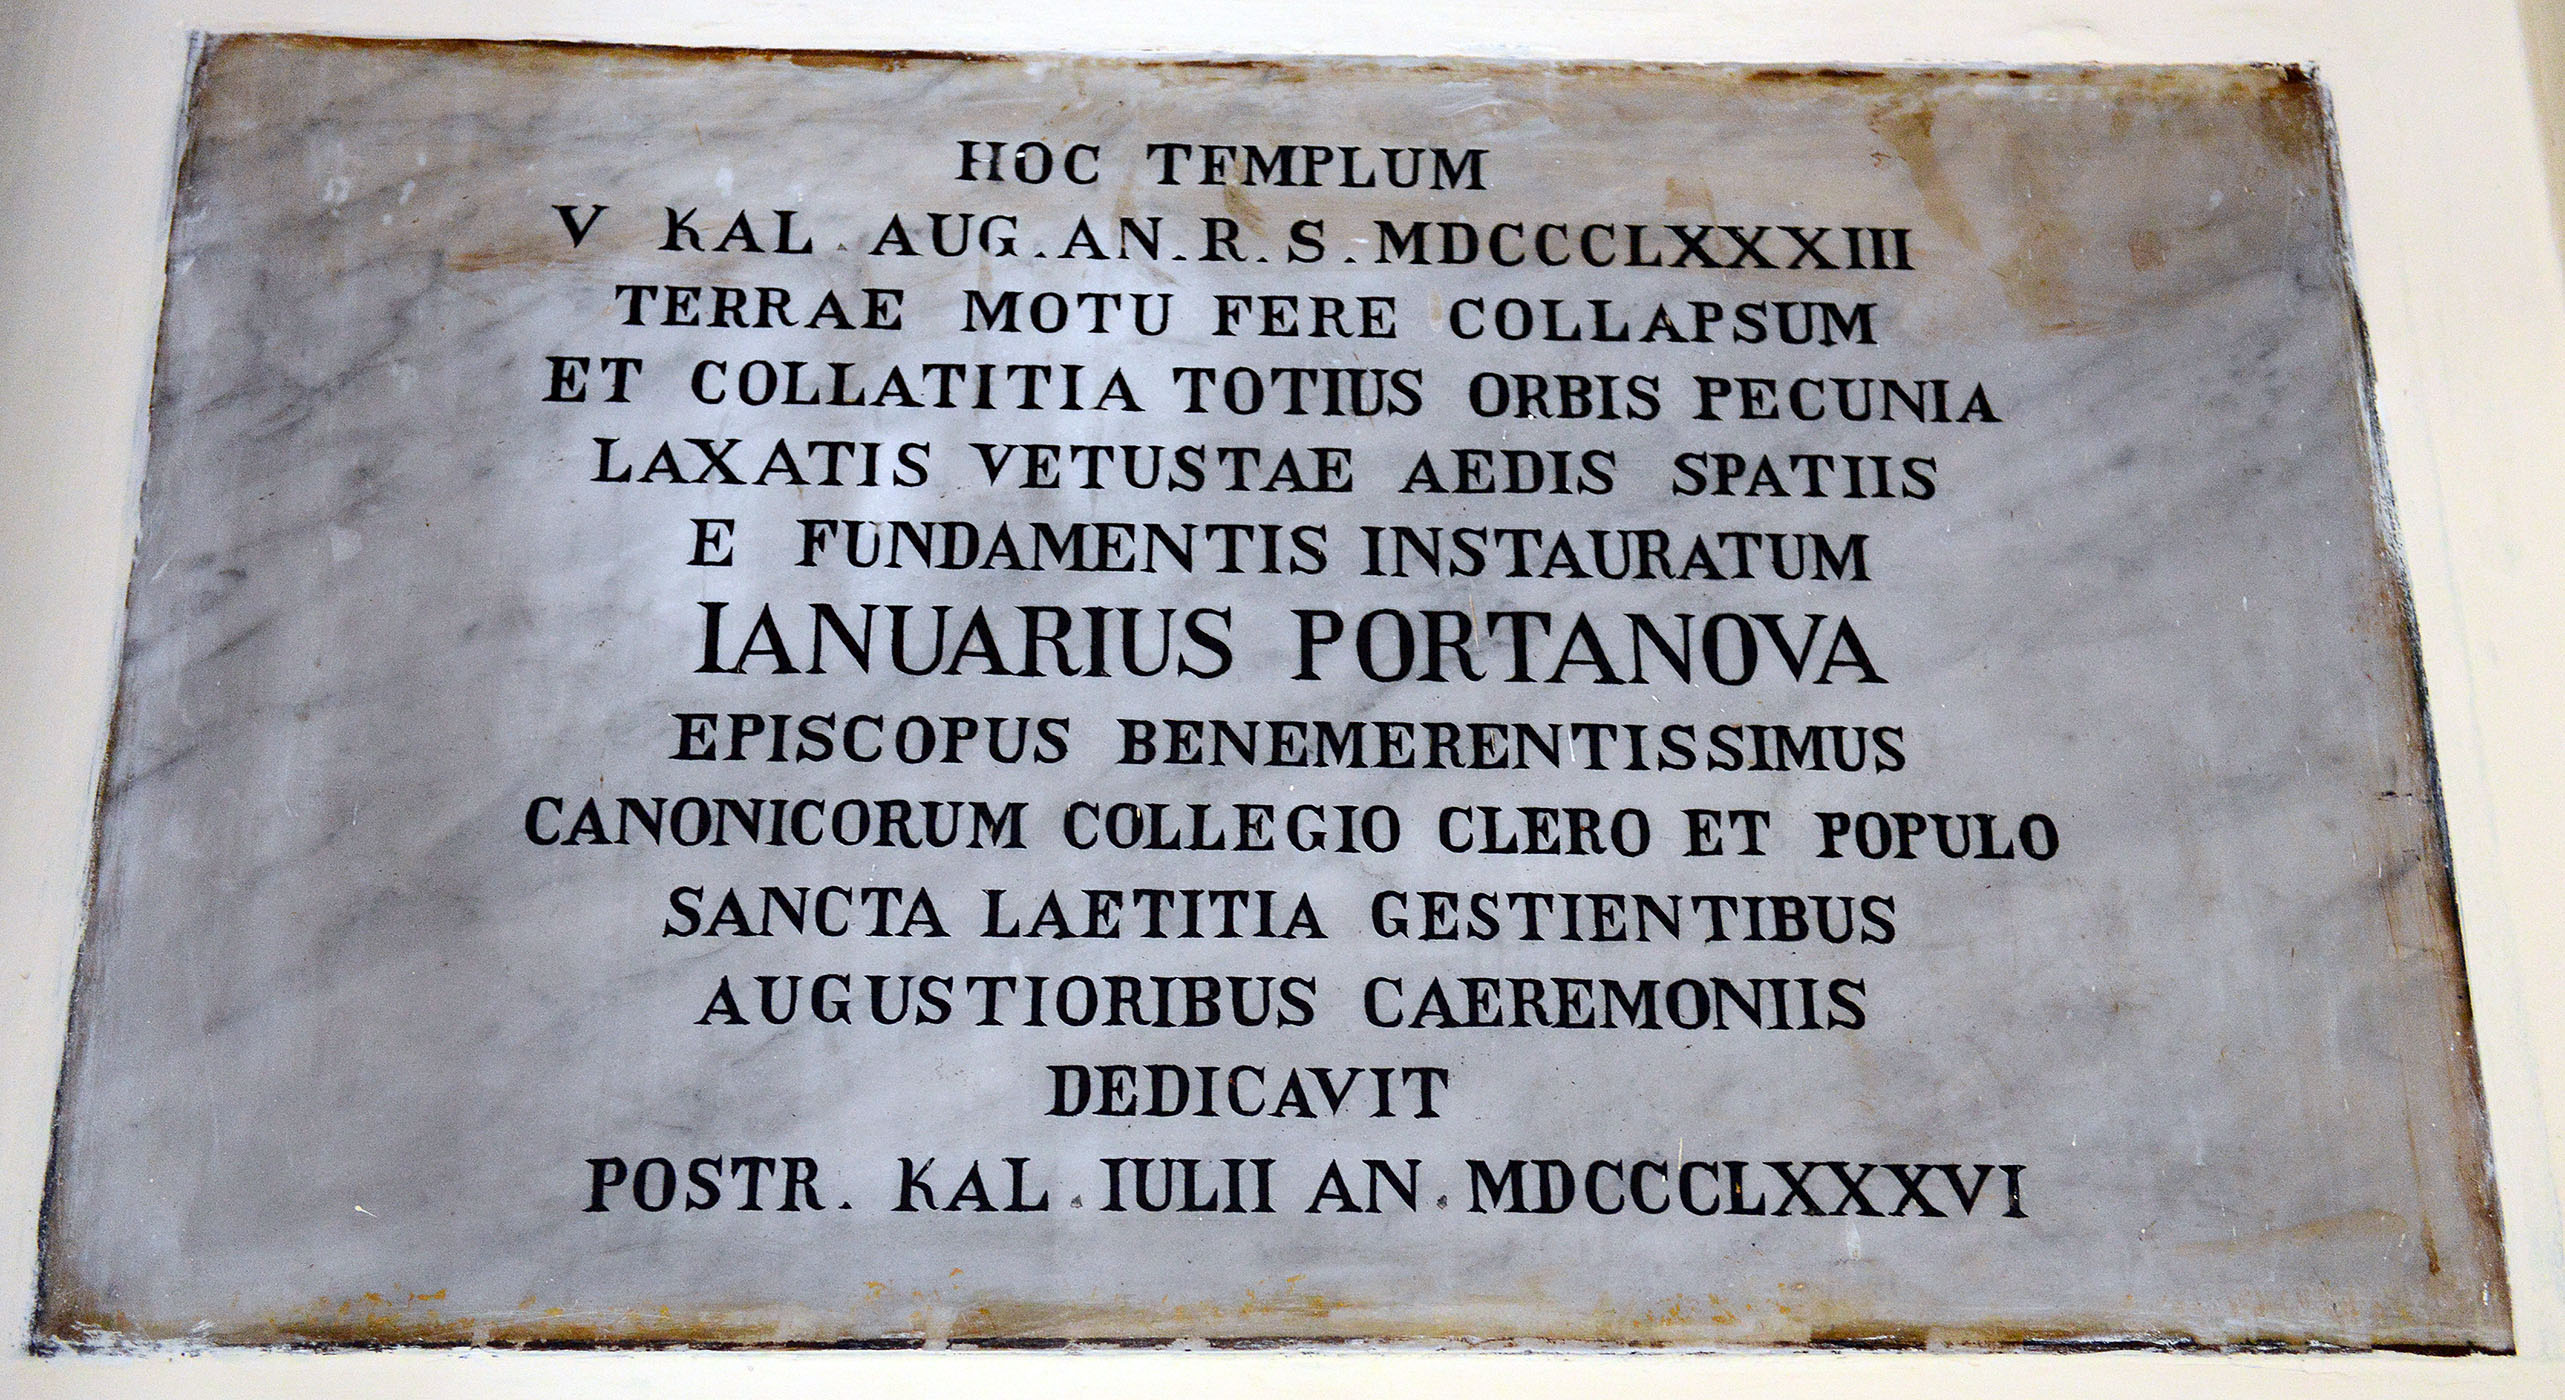 HOC TEMPLUM
V KAL. AUG. AN. R. S. MDCCCLXXXIII
TERRAE MOTU FERE COLLAPSUM
ET COLLATITIA TOTIUS ORBIS PECUNIA
LAXATIS VETUSTAE AEDIS SPATIIS
E FUNDAMENTIS INSTAURATUM
IANUARIUS PORTANOVA
EPISCOPUS BENEMERENTISSIMUS
CANONICORUM COLLEGIO CLERO ET POPULO
SANCTA LAETITIA GESTIENTIBUS
AUGUSTIORIBUS CAEREMONIIS
DEDICAVIT
POSTR. KAL. IULII AN. MDCCCLXXXVI